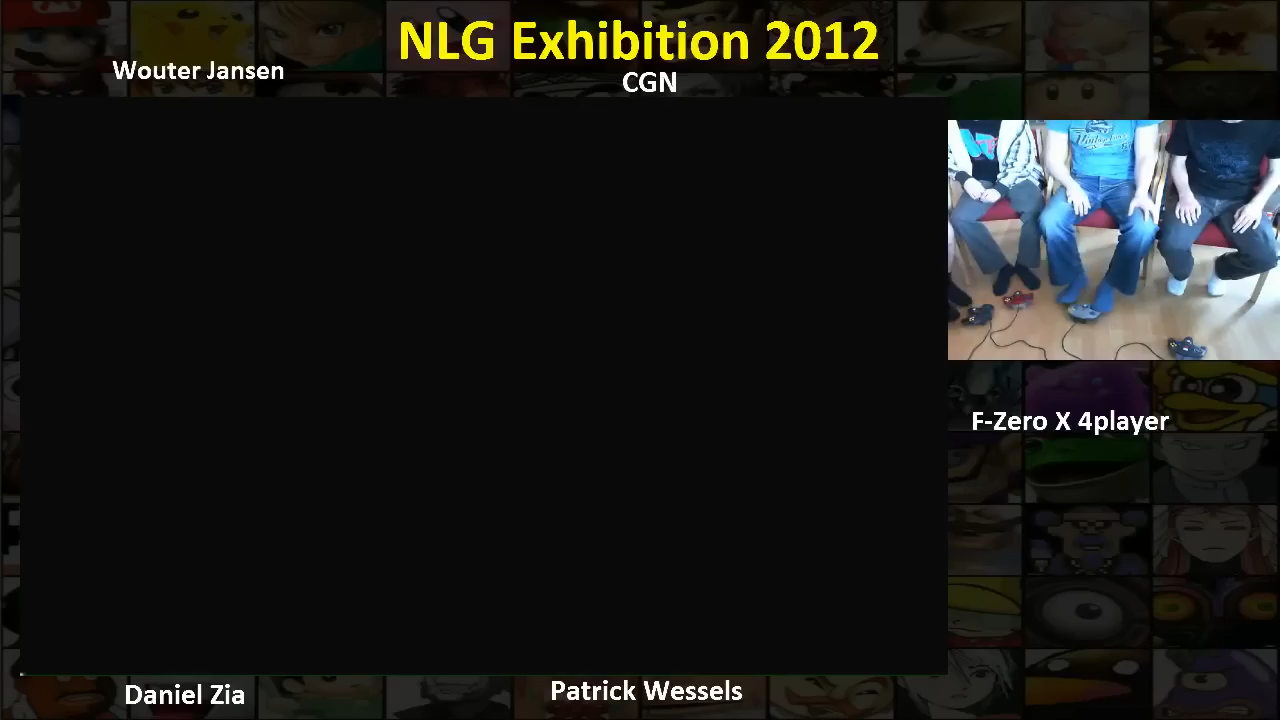 NLG Exhibition 2012
Wouter Jansen
CGN
F-Zero X 4player
Daniel Zia
Patrick Wessels